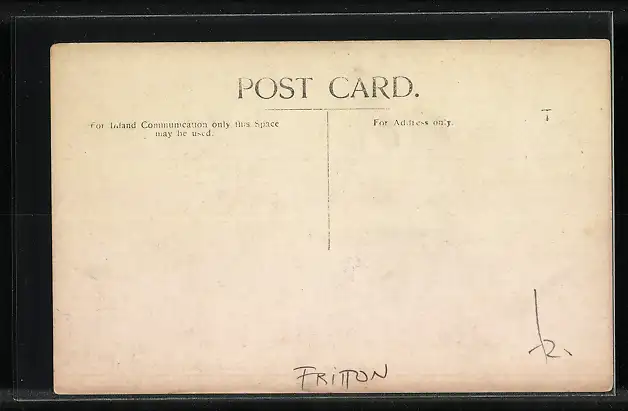 POST CARD.
For Inland Communication only this Space
may be used.
For Address only.
T
FRITTON